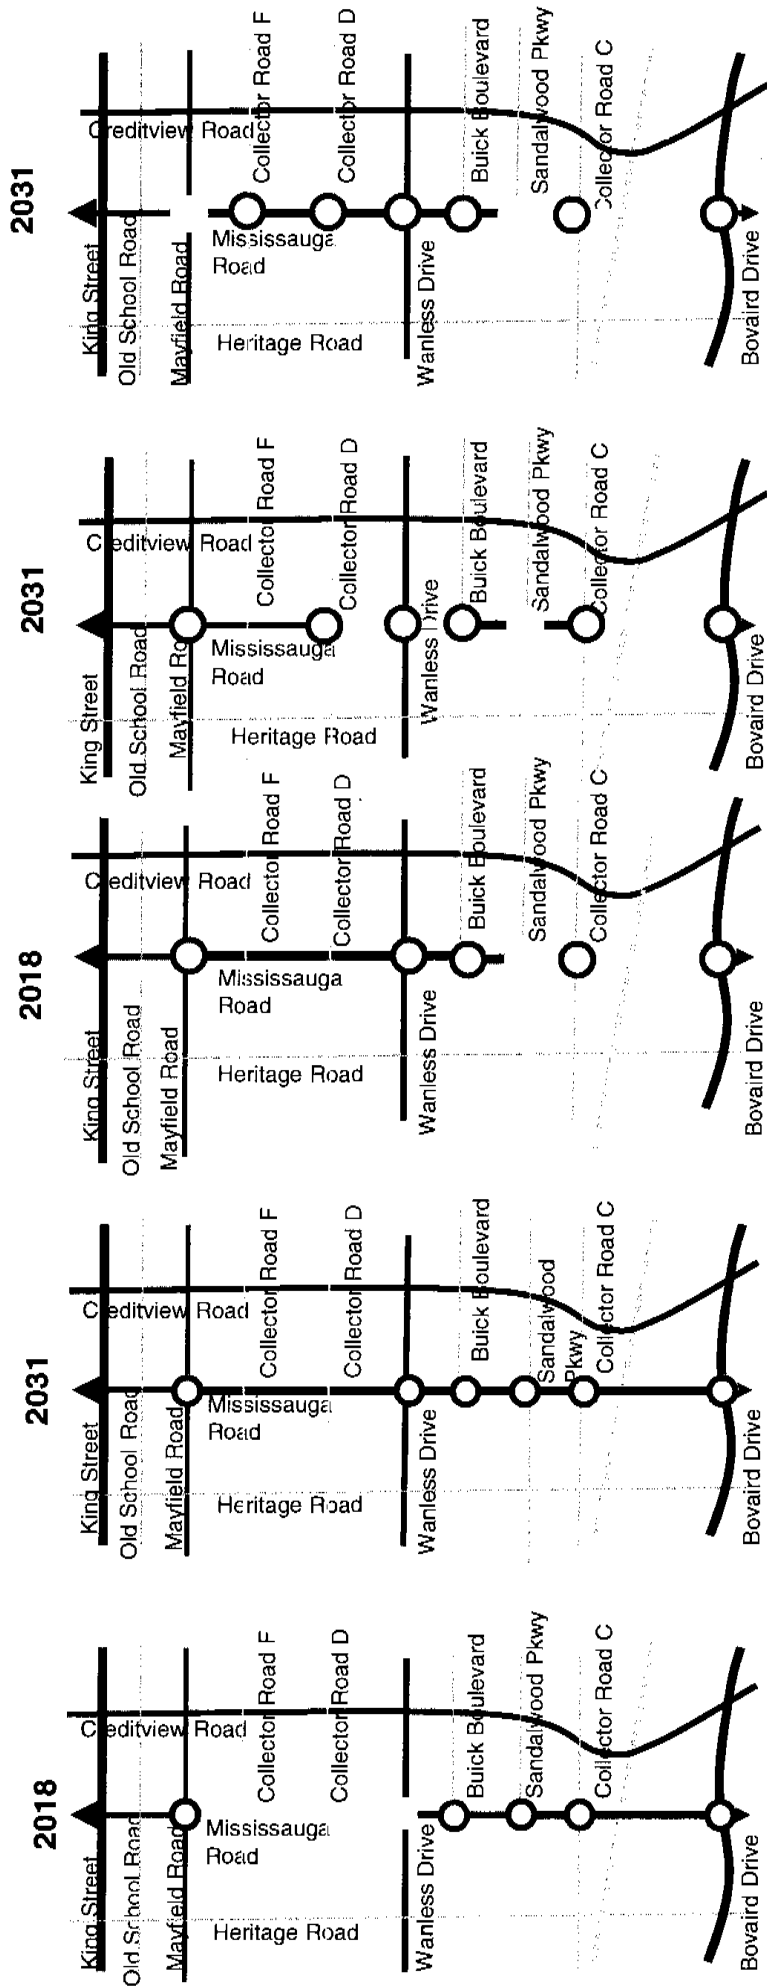 2031
King Street
Old School Road
Mayfield Road
Creditview Road
Mississauga
Road
Heritage Road
Collector Road F
Collector Road D
Wanless Drive
Buick Boulevard
Sandalwood Pkwy
Collector Road C
Bovaird Drive
2031
King Street
Old School Road
Mayfield Ro
Creditview Road
Mississauga
Road
Heritage Road
Collector Road F
Collector Road D
Wanless Drive
Buick Boulevard
Sandalwood Pkwy
Collector Road C
Bovaird Drive
2018
King Street
Old School Road
Mayfield Road
Creditview Road
Mississauga
Road
Heritage Road
Collector Road F
Collector Road D
Wanless Drive
Buick Boulevard
Sandalwood Pkwy
Collector Road C
Bovaird Drive
2031
King Street
Old School Road
Mayfield Road
Creditview Road
Mississauga
Road
Heritage Road
Collector Road F
Collector Road D
Wanless Drive
Buick Boulevard
Sandalwood
Pkwy
Collector Road C
Bovaird Drive
2018
King Street
Old School Road
Mayfield Road
Creditview Road
Mississauga
Road
Heritage Road
Collector Road F
Collector Road D
Wanless Drive
Buick Boulevard
Sandalwood Pkwy
Collector Road C
Bovaird Drive